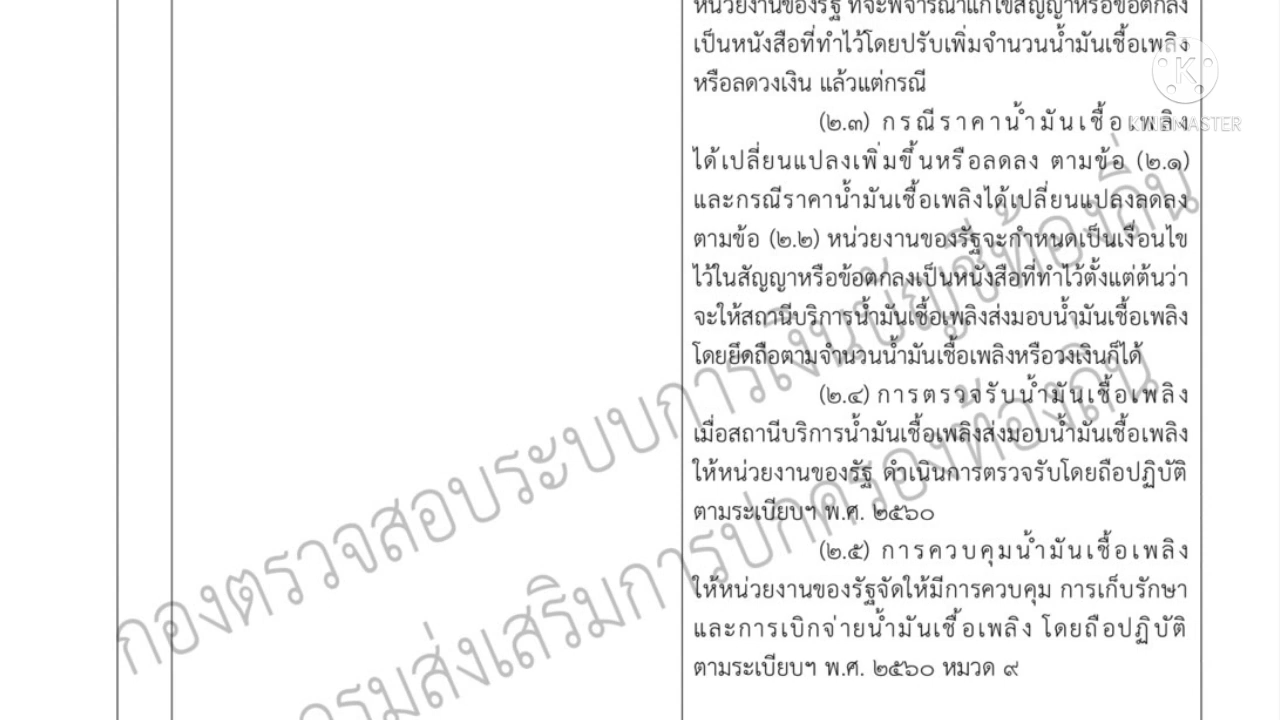 หน่วยงานของรัฐ ที่จะพิจารณาแก้ไขสัญญาหรือข้อตกลง
เป็นหนังสือที่ทำไว้โดยปรับเพิ่มจำนวนน้ำมันเชื้อเพลิง
หรือลดวงเงิน แล้วแต่กรณี
(๒.๓) กรณีราคาน้ำมันเชื้อเพลิง
ได้เปลี่ยนแปลงเพิ่มขึ้นหรือลดลง ตามข้อ (๒.๑)
และกรณีราคาน้ำมันเชื้อเพลิงได้เปลี่ยนแปลงลดลง
ตามข้อ (๒.๒) หน่วยงานของรัฐจะกำหนดเป็นเงื่อนไข
ไว้ในสัญญาหรือข้อตกลงเป็นหนังสือที่ทำไว้ตั้งแต่ต้นว่า
จะให้สถานีบริการน้ำมันเชื้อเพลิงส่งมอบน้ำมันเชื้อเพลิง
โดยยึดถือตามจำนวนน้ำมันเชื้อเพลิงหรือวงเงินก็ได้
(๒.๔) การตรวจรับน้ำมันเชื้อเพลิง
เมื่อสถานีบริการน้ำมันเชื้อเพลิงส่งมอบน้ำมันเชื้อเพลิง
ให้หน่วยงานของรัฐ ดำเนินการตรวจรับโดยถือปฏิบัติ
ตามระเบียบฯ พ.ศ. ๒๕๖๐
(๒.๕) การควบคุมน้ำมันเชื้อเพลิง
ให้หน่วยงานของรัฐจัดให้มีการควบคุม การเก็บรักษา
และการเบิกจ่ายน้ำมันเชื้อเพลิง โดยถือปฏิบัติ
ตามระเบียบฯ พ.ศ. ๒๕๖๐ หมวด ๙
กองตรวจสอบระบบการเงินบัญชีท้องถิ่น
กรมส่งเสริมการปกครองท้องถิ่น
K
KINEMASTER